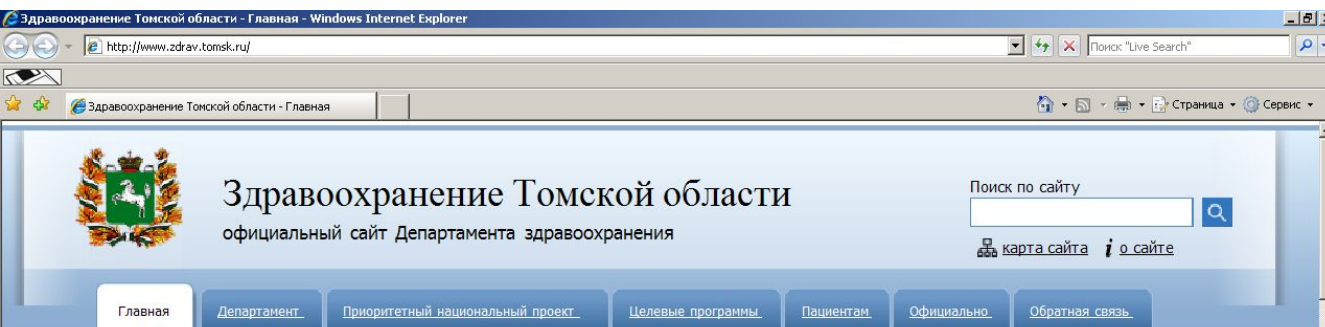 Здравоохранение Томской области - Главная - Windows Internet Explorer
http://www.zdrav.tomsk.ru/
Поиск "Live Search"
Здравоохранение Томской области - Главная
Страница
Сервис
Здравоохранение Томской области
официальный сайт Департамента здравоохранения
Поиск по сайту
карта сайта
i о сайте
Главная
Департамент
Приоритетный национальный проект
Целевые программы
Пациентам
Официально
Обратная связь